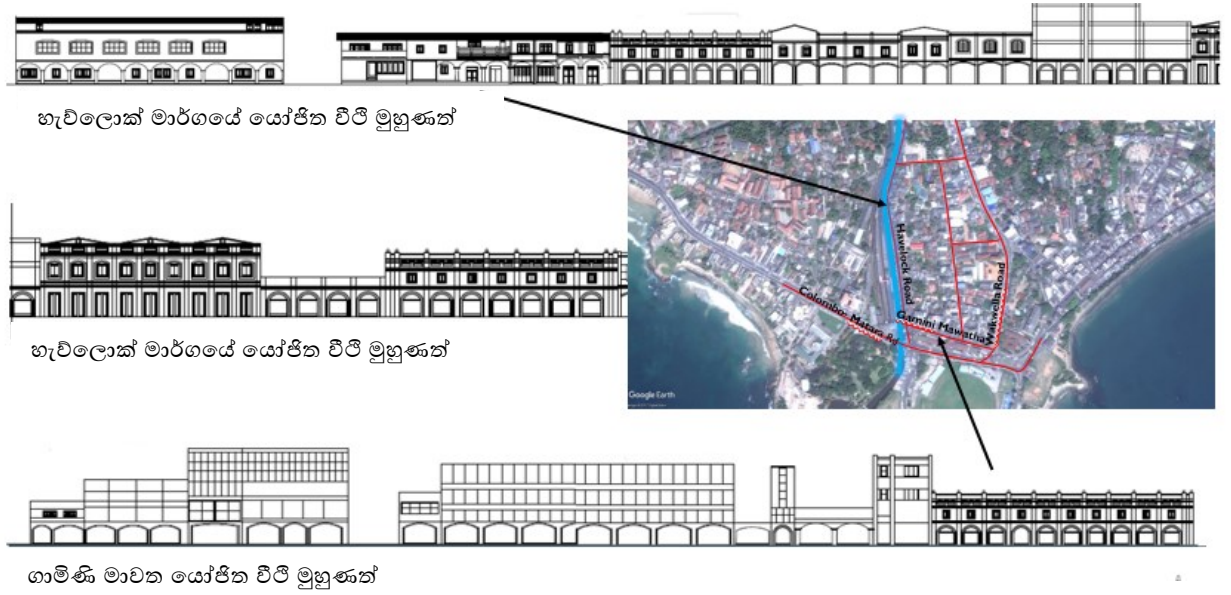 හැව්ලොක් මාර්ගයේ යෝජිත වීථි මුහුණත්
Havelock Road
Wakwella Road
Colombo: Matara Rd
Gamini Mawatha
Google Earth
හැව්ලොක් මාර්ගයේ යෝජිත වීථි මුහුණත්
ගාමිණි මාවත යෝජිත වීථි මුහුණත්